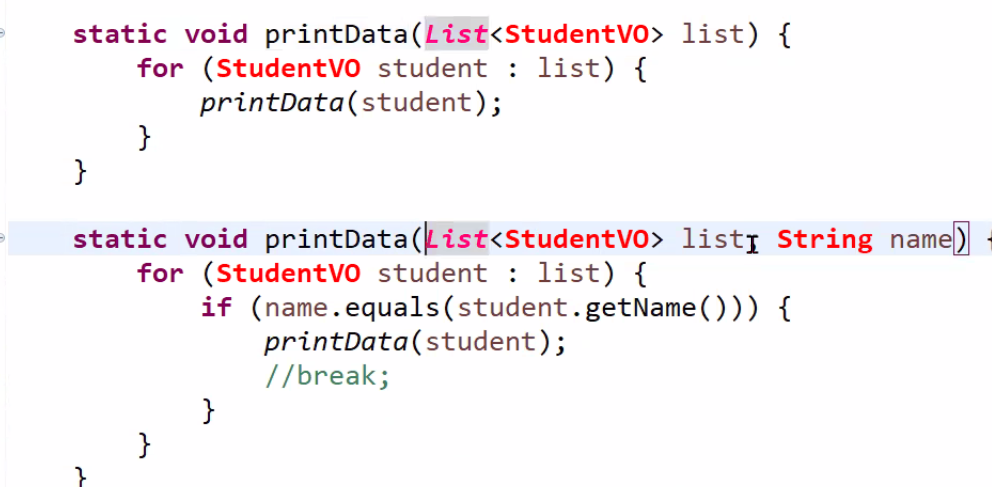 static void printData(List<StudentVO> list) {
for (StudentVO student : list) {
printData(student);
}
}
static void printData(List<StudentVO> list, String name) {
for (StudentVO student : list) {
if (name.equals(student.getName())) {
printData(student);
//break;
}
}
}